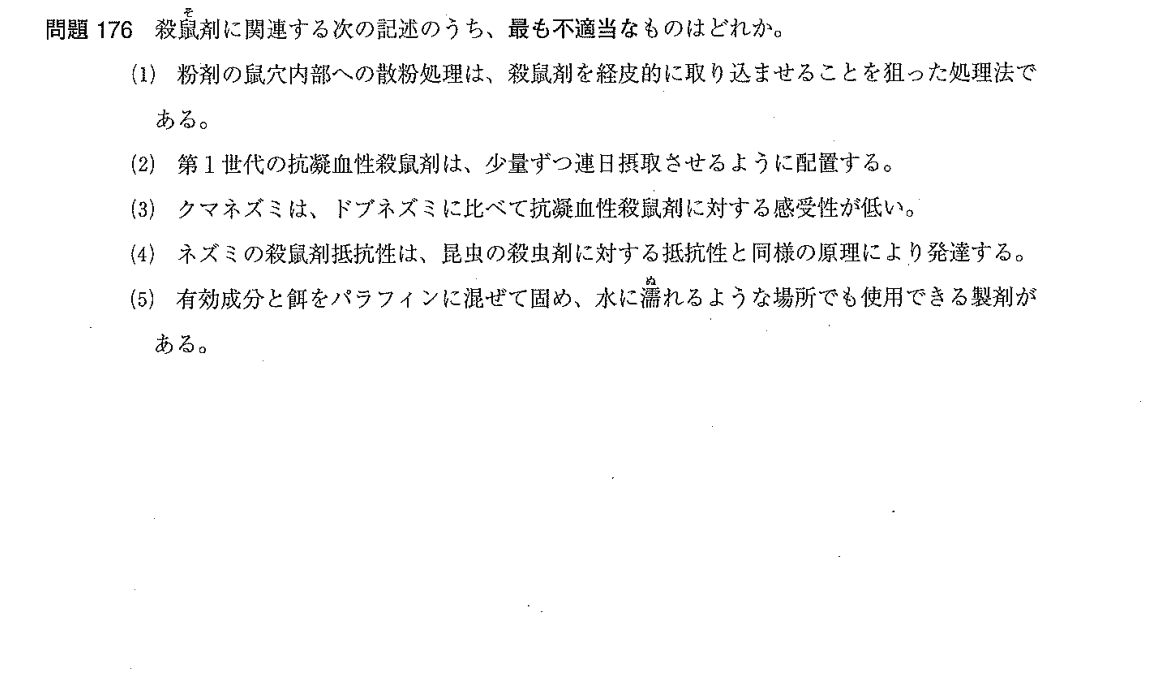 問題 176 殺鼠剤に関連する次の記述のうち、最も不適当なものはどれか。
(1) 粉剤の鼠穴内部への散粉処理は、殺鼠剤を経皮的に取り込ませることを狙った処理法で
ある。
(2) 第1世代の抗凝血性殺鼠剤は、少量ずつ連日摂取させるように配置する。
(3) クマネズミは、ドブネズミに比べて抗凝血性殺鼠剤に対する感受性が低い。
(4) ネズミの殺鼠剤抵抗性は、昆虫の殺虫剤に対する抵抗性と同様の原理により発達する。
(5) 有効成分と餌をパラフィンに混ぜて固め、水に濡れるような場所でも使用できる製剤が
ある。